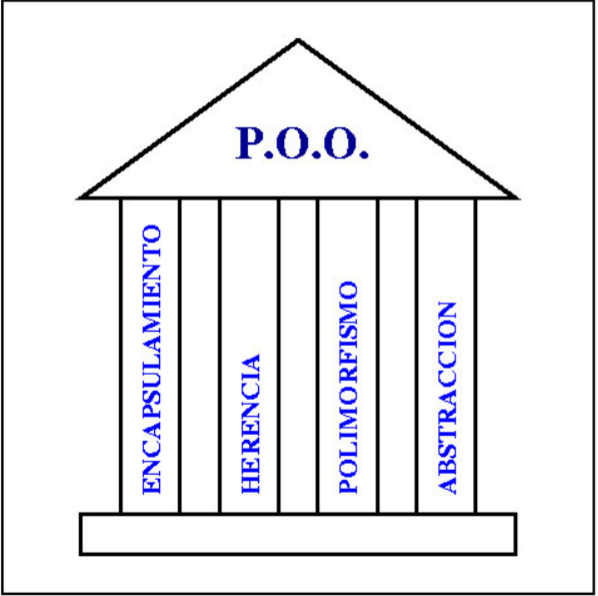 P.O.O.
ENCAPSULAMIENTO
HERENCIA
POLIMORFISMO
ABSTRACCION